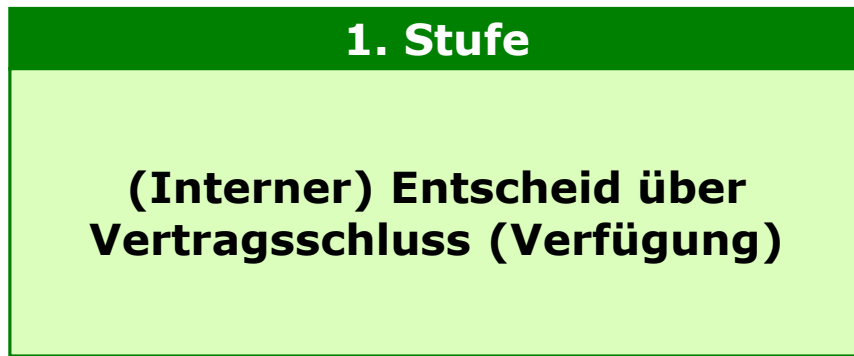 1. Stufe
(Interner) Entscheid über
Vertragsschluss (Verfügung)